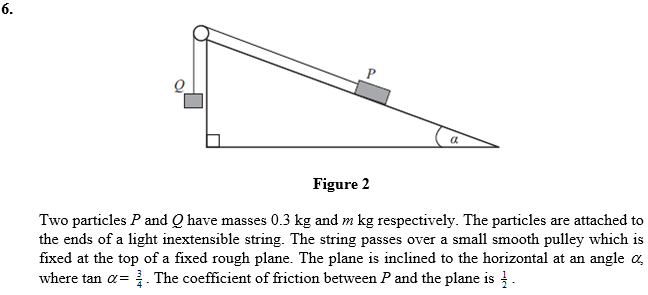 6.
P
Q
α
Figure 2
Two particles P and Q have masses 0.3 kg and m kg respectively. The particles are attached to
the ends of a light inextensible string. The string passes over a small smooth pulley which is
fixed at the top of a fixed rough plane. The plane is inclined to the horizontal at an angle α,
where tan α = 3/4 . The coefficient of friction between P and the plane is 1/2 .